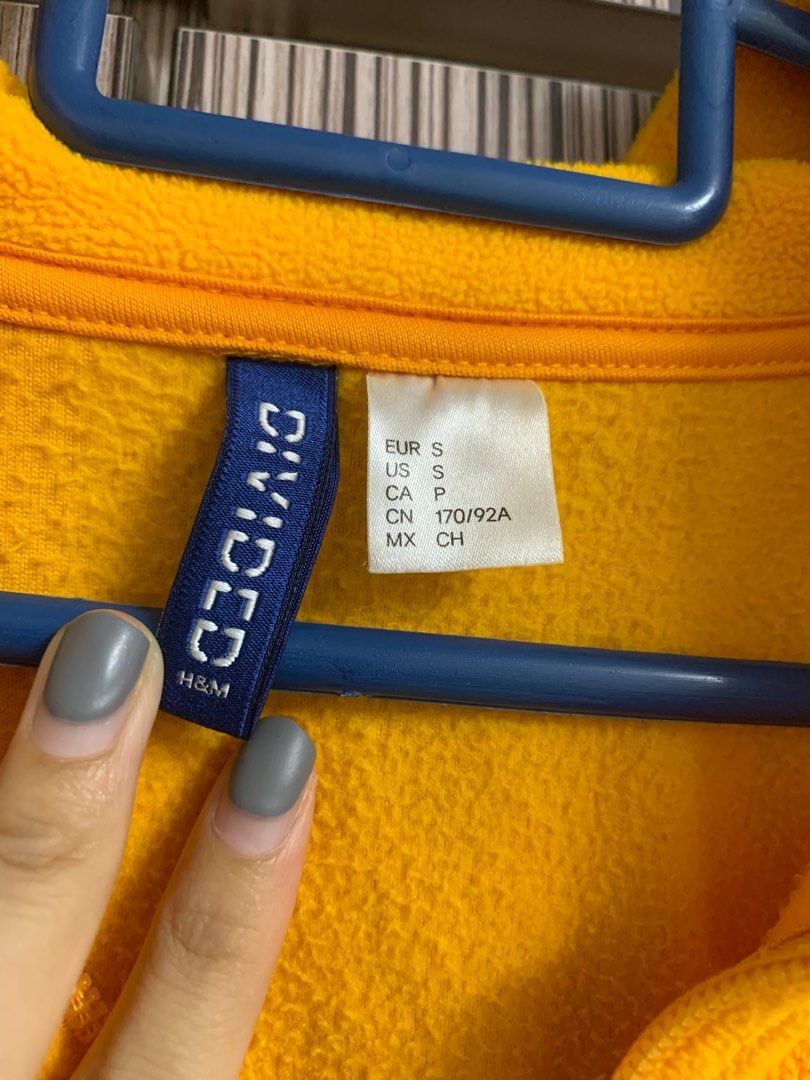 DIVIDED
H&M
EUR S
US S
CA P
CN 170/92A
MX CH